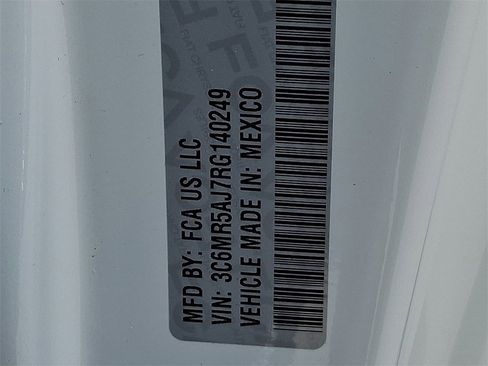 MFD BY: FCA US LLC
VIN: 3C6MR5AJ7RG140249
VEHICLE MADE IN: MEXICO